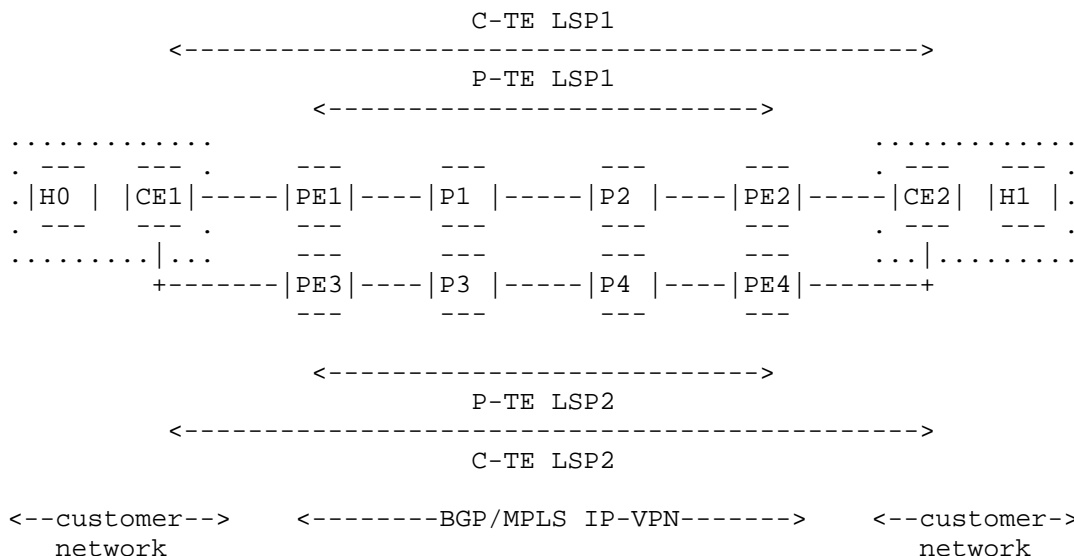 C-TE LSP1
<---------------------------------------------->
P-TE LSP1
<--------------------------->
.............                                          .............
. ---   --- .     ---      ---       ---      ---     . ---   --- .
.|H0 | |CE1|-----|PE1|----|P1 |-----|P2 |----|PE2|-----|CE2| |H1 |.
. ---   --- .     ---      ---       ---      ---     . ---   --- .
.........|...     ---      ---       ---      ---     ...|.........
+-------|PE3|----|P3 |-----|P4 |----|PE4|-------+
---      ---       ---      ---
<--------------------------->
P-TE LSP2
<---------------------------------------------->
C-TE LSP2
<--customer-->    <--------BGP/MPLS IP-VPN------->    <--customer->
network                                               network